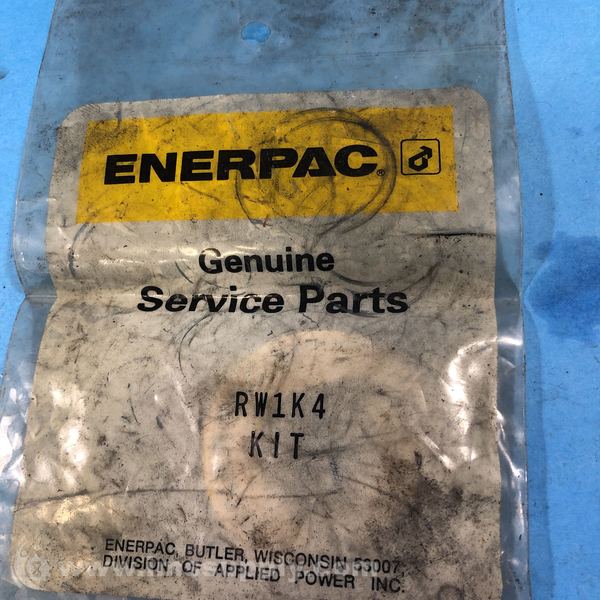 ENERPAC®
Genuine
Service Parts
RW1K4
KIT
ENERPAC, BUTLER, WISCONSIN 53007,
DIVISION OF APPLIED POWER INC.